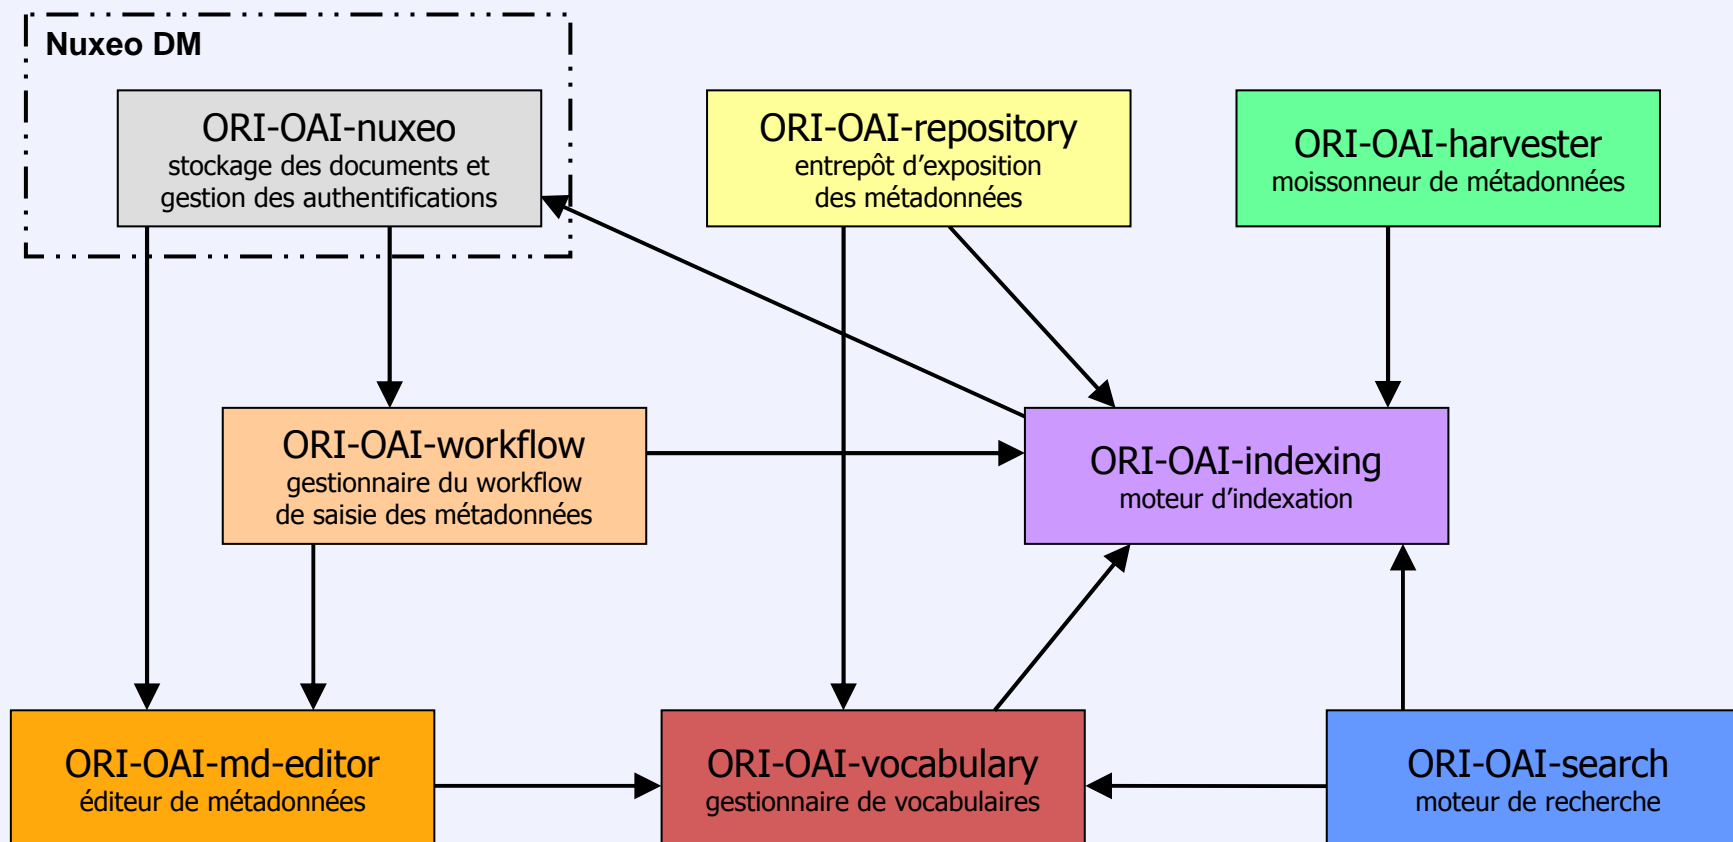 Nuxeo DM
ORI-OAI-nuxeo
stockage des documents et
gestion des authentifications
ORI-OAI-repository
entrepôt d’exposition
des métadonnées
ORI-OAI-harvester
moissonneur de métadonnées
ORI-OAI-workflow
gestionnaire du workflow
de saisie des métadonnées
ORI-OAI-indexing
moteur d’indexation
ORI-OAI-md-editor
éditeur de métadonnées
ORI-OAI-vocabulary
gestionnaire de vocabulaires
ORI-OAI-search
moteur de recherche